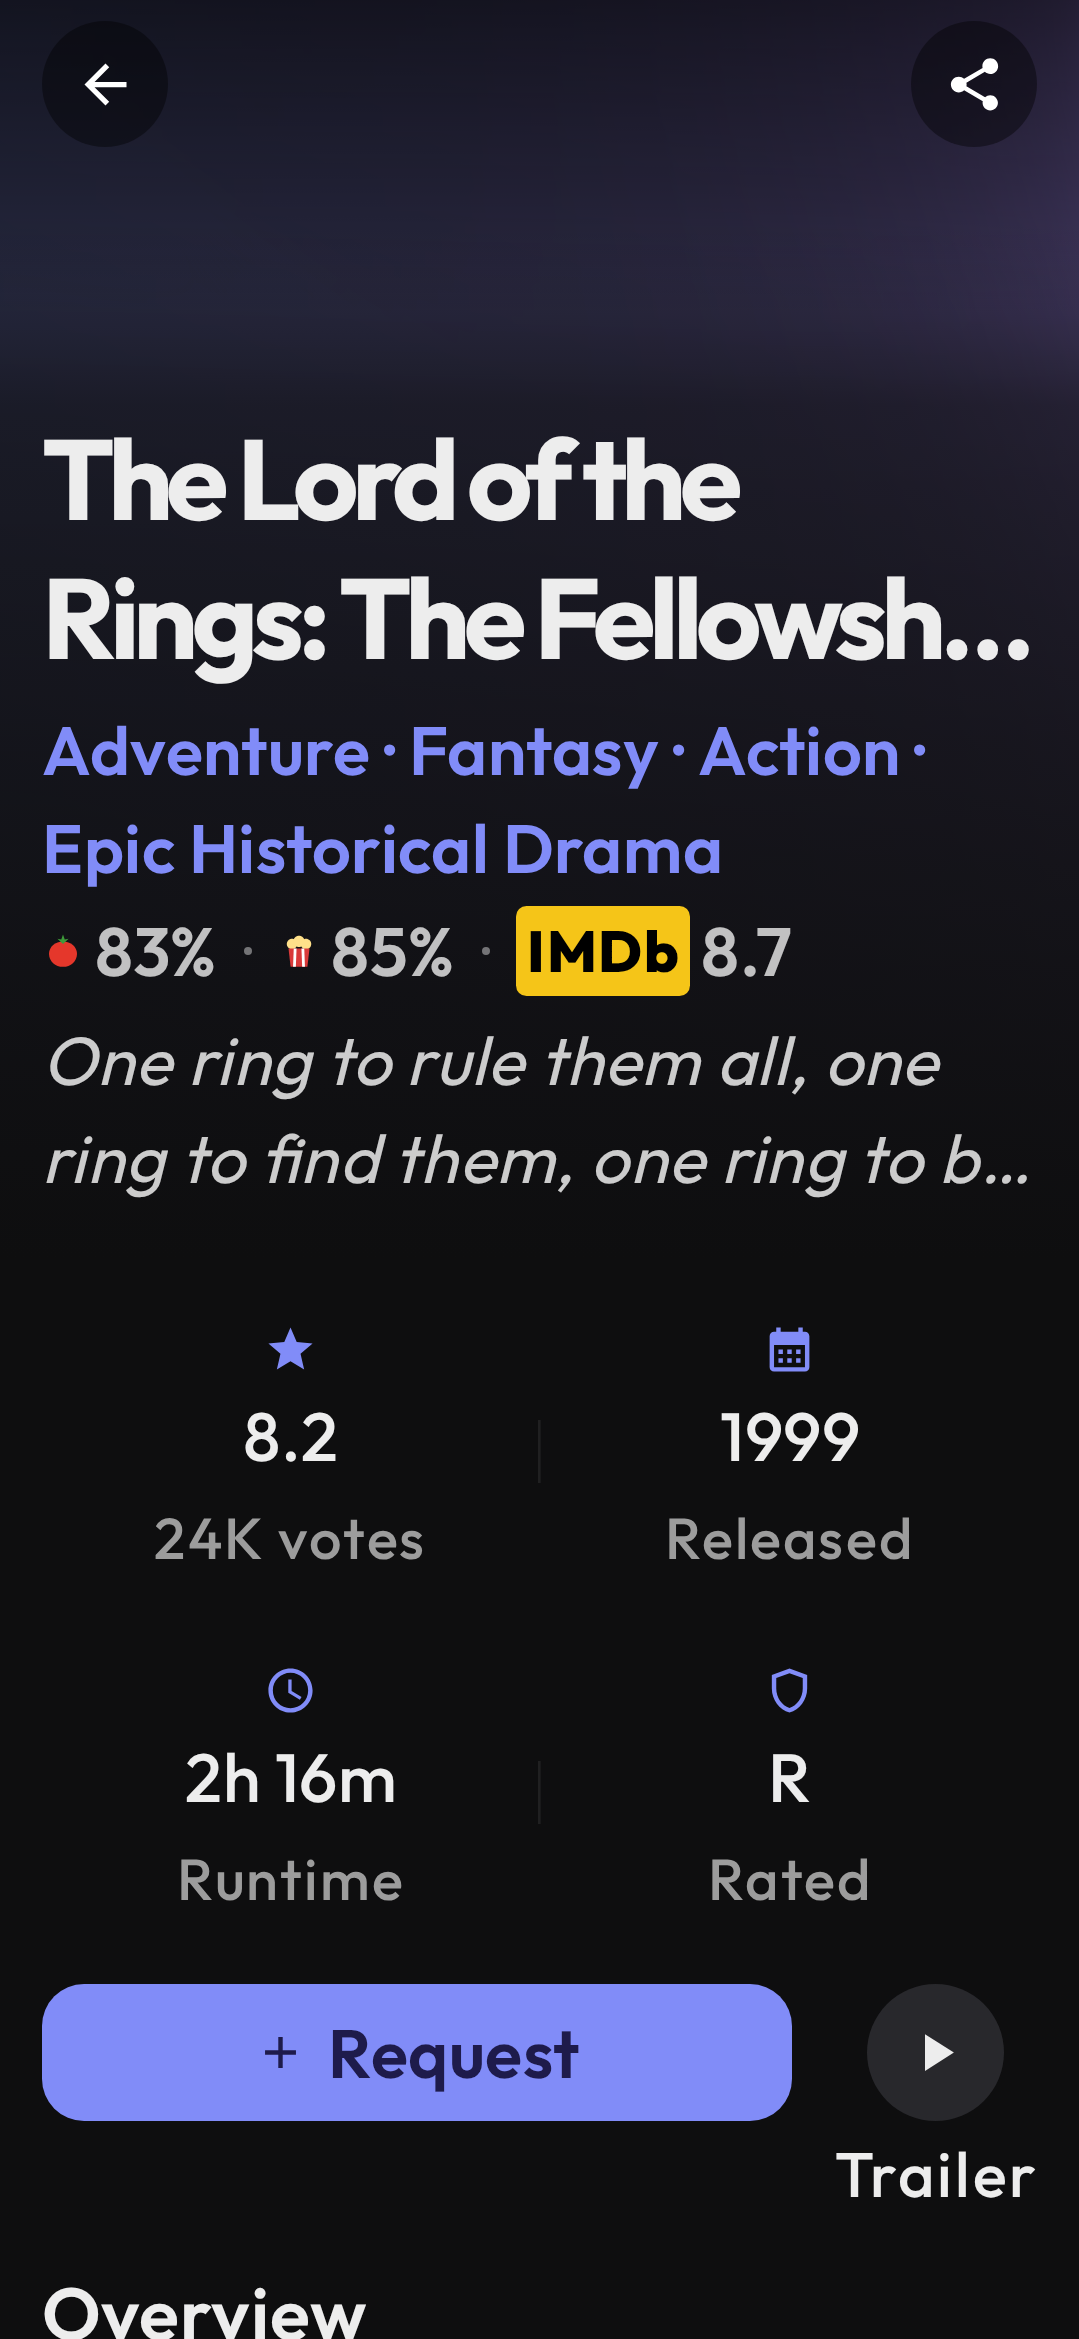 The Lord of the
Rings: The Fellowsh...
Adventure · Fantasy · Action ·
Epic Historical Drama
83% · 85% · IMDb 8.7
One ring to rule them all, one
ring to find them, one ring to b...
8.2
24K votes
1999
Released
2h 16m
Runtime
R
Rated
+ Request
Trailer
Overview